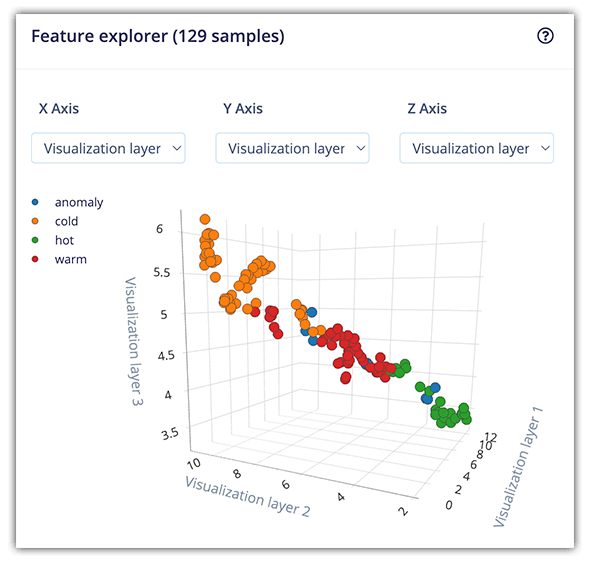 Feature explorer (129 samples)
?
X Axis
Y Axis
Z Axis
Visualization layer
Visualization layer
Visualization layer
anomaly
cold
hot
warm
6
5.5
5
4.5
4
3.5
Visualization layer 3
10
8
6
4
2
Visualization layer 2
0
2
4
6
8
10
12
Visualization layer 1